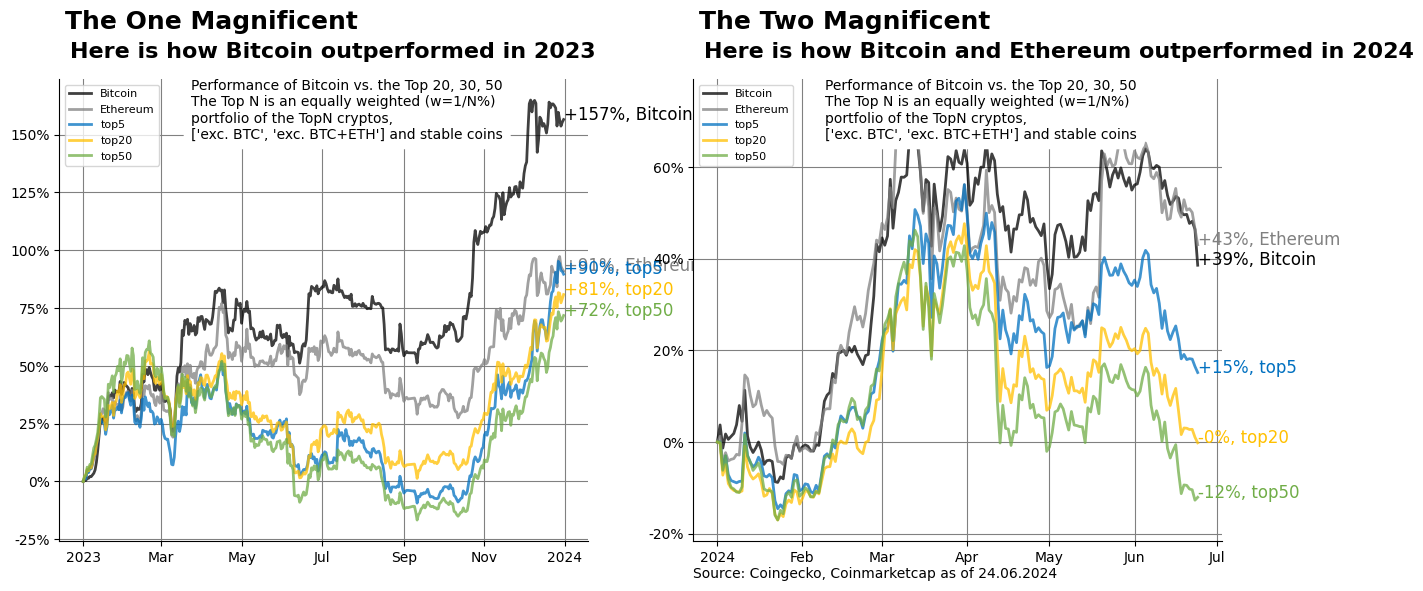 The One Magnificent
Here is how Bitcoin outperformed in 2023
Performance of Bitcoin vs. the Top 20, 30, 50
The Top N is an equally weighted (w=1/N%)
portfolio of the TopN cryptos,
['exc. BTC', 'exc. BTC+ETH'] and stable coins
Bitcoin
Ethereum
top5
top20
top50
150%
125%
100%
75%
50%
25%
0%
-25%
2023
Mar
May
Jul
Sep
Nov
2024
+157%, Bitcoin
+91%, Ethereum
+90%, top5
+81%, top20
+72%, top50
The Two Magnificent
Here is how Bitcoin and Ethereum outperformed in 2024
Performance of Bitcoin vs. the Top 20, 30, 50
The Top N is an equally weighted (w=1/N%)
portfolio of the TopN cryptos,
['exc. BTC', 'exc. BTC+ETH'] and stable coins
Bitcoin
Ethereum
top5
top20
top50
60%
40%
20%
0%
-20%
2024
Feb
Mar
Apr
May
Jun
Jul
+43%, Ethereum
+39%, Bitcoin
+15%, top5
-0%, top20
-12%, top50
Source: Coingecko, Coinmarketcap as of 24.06.2024